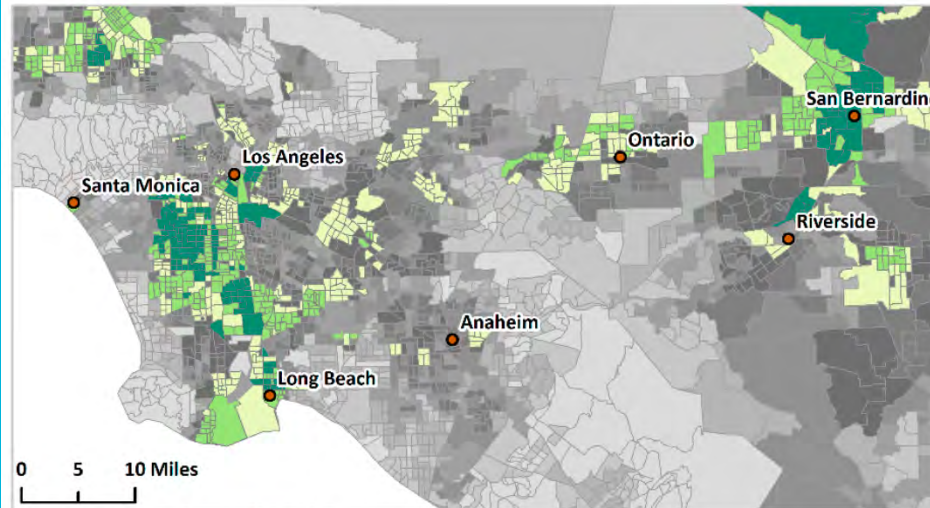 San Bernardino
Ontario
Los Angeles
Santa Monica
Riverside
Anaheim
Long Beach
0 5 10 Miles